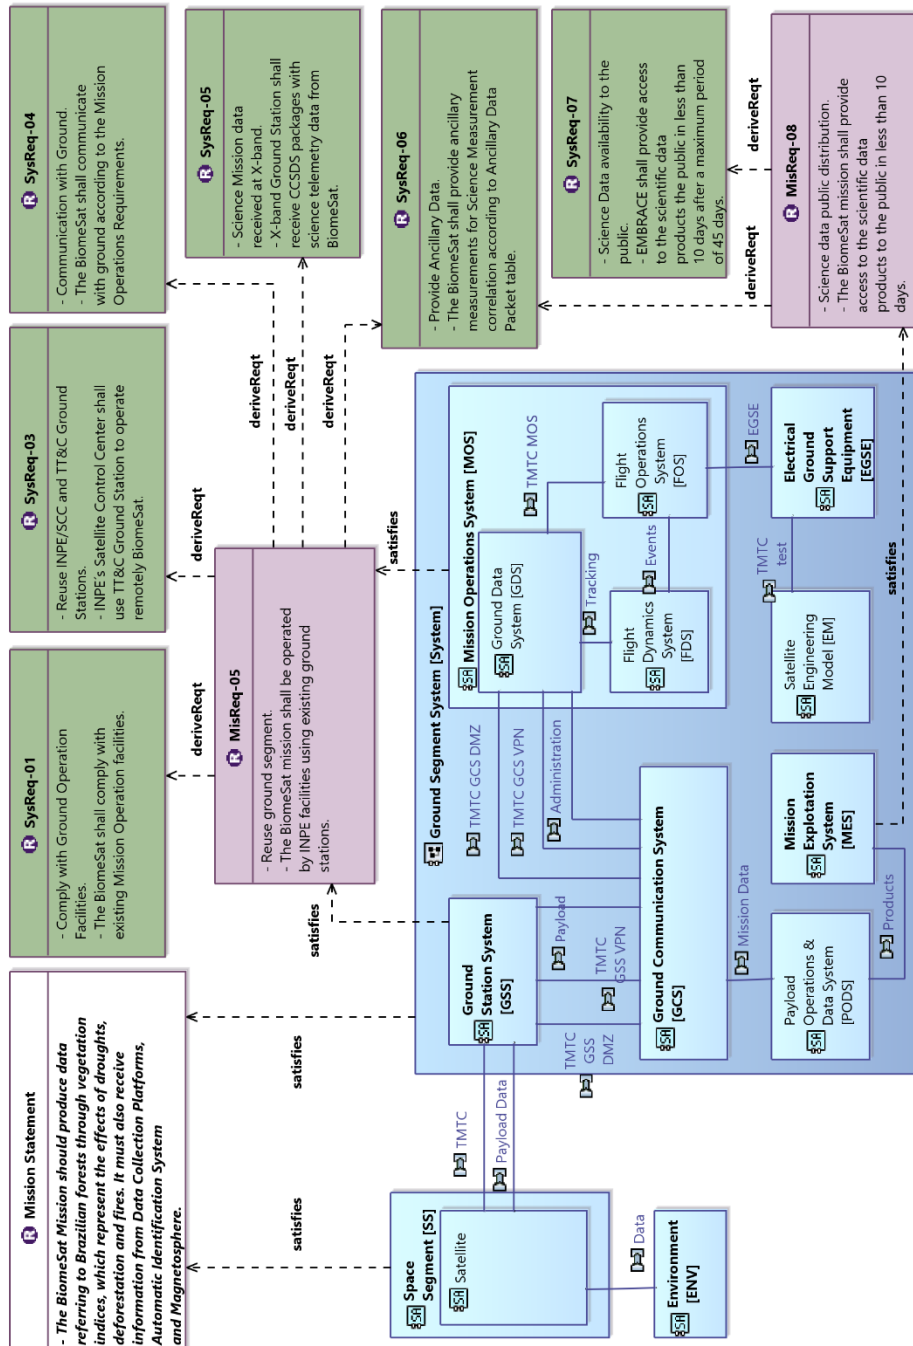 Mission Statement
- The BiomeSat Mission should produce data
referring to Brazilian forests through vegetation
indices, which represent the effects of droughts,
deforestation and fires. It must also receive
information from Data Collection Platforms,
Automatic Identification System
and Magnetosphere.
SysReq-01
- Comply with Ground Operation
Facilities.
- The BiomeSat shall comply with
existing Mission Operation facilities.
SysReq-03
- Reuse INPE/SCC and TT&C Ground
Stations.
- INPE´s Satellite Control Center shall
use TT&C Ground Station to operate
remotely BiomeSat.
SysReq-04
- Communication with Ground.
- The BiomeSat shall communicate
with ground according to the Mission
Operations Requirements.
SysReq-05
- Science Mission data
received at X-band.
- X-band Ground Station shall
receive CCSDS packages with
science telemetry data from
BiomeSat.
deriveReqt
deriveReqt
deriveReqt
deriveReqt
deriveReqt
MisReq-05
- Reuse ground segment.
- The BiomeSat mission shall be operated
by INPE facilities using existing ground
stations.
SysReq-06
- Provide Ancillary Data.
- The BiomeSat shall provide ancillary
measurements for Science Measurement
correlation according to Ancillary Data
Packet table.
SysReq-07
- Science Data availability to the
public.
- EMBRACE shall provide access
to the scientific data
products the public in less than
10 days after a maximum period
of 45 days.
deriveReqt
deriveReqt
MisReq-08
- Science data public distribution.
- The BiomeSat mission shall provide
access to the scientific data
products to the public in less than 10
days.
satisfies
satisfies
satisfies
satisfies
satisfies
Space
Segment [SS]
Satellite
Data
Environment
[ENV]
TMTC
Payload Data
Ground Segment System [System]
Ground
Station System
[GSS]
Mission Operations System [MOS]
Ground Data
System [GDS]
TMTC MOS
Tracking
Flight
Dynamics
System
[FDS]
Events
Flight
Operations
System
[FOS]
TMTC GCS DMZ
TMTC GCS VPN
Administration
Payload
TMTC
GSS VPN
TMTC
GSS
DMZ
Ground Communication System
[GCS]
Mission Data
EGSE
TMTC
test
Payload
Operations &
Data System
[PODS]
Products
Mission
Explotation
System
[MES]
Satellite
Engineering
Model [EM]
Electrical
Ground
Support
Equipment
[EGSE]